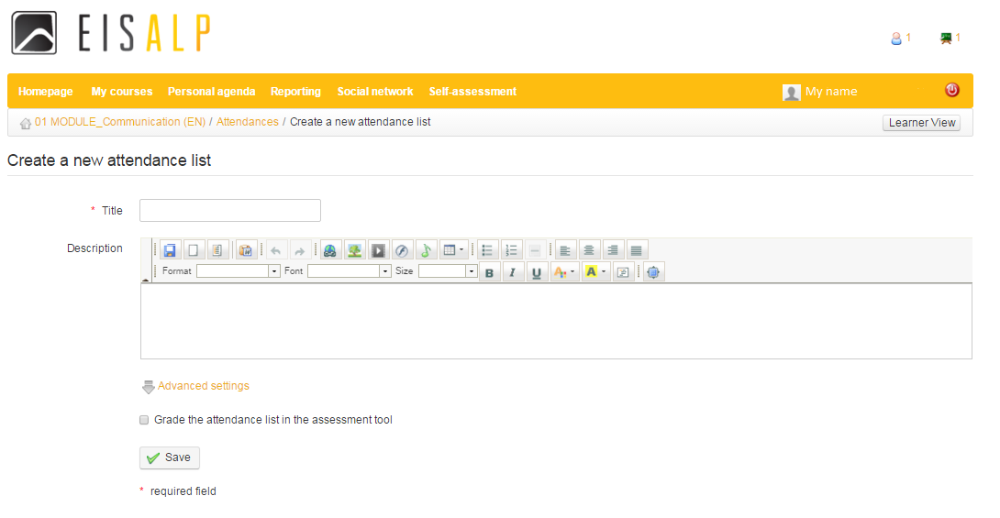 EISALP
1 1
Homepage My courses Personal agenda Reporting Social network Self-assessment My name
01 MODULE_Communication (EN) / Attendances / Create a new attendance list Learner View
Create a new attendance list
* Title
Description
Format Font Size B I U A A
Advanced settings
Grade the attendance list in the assessment tool
Save
* required field